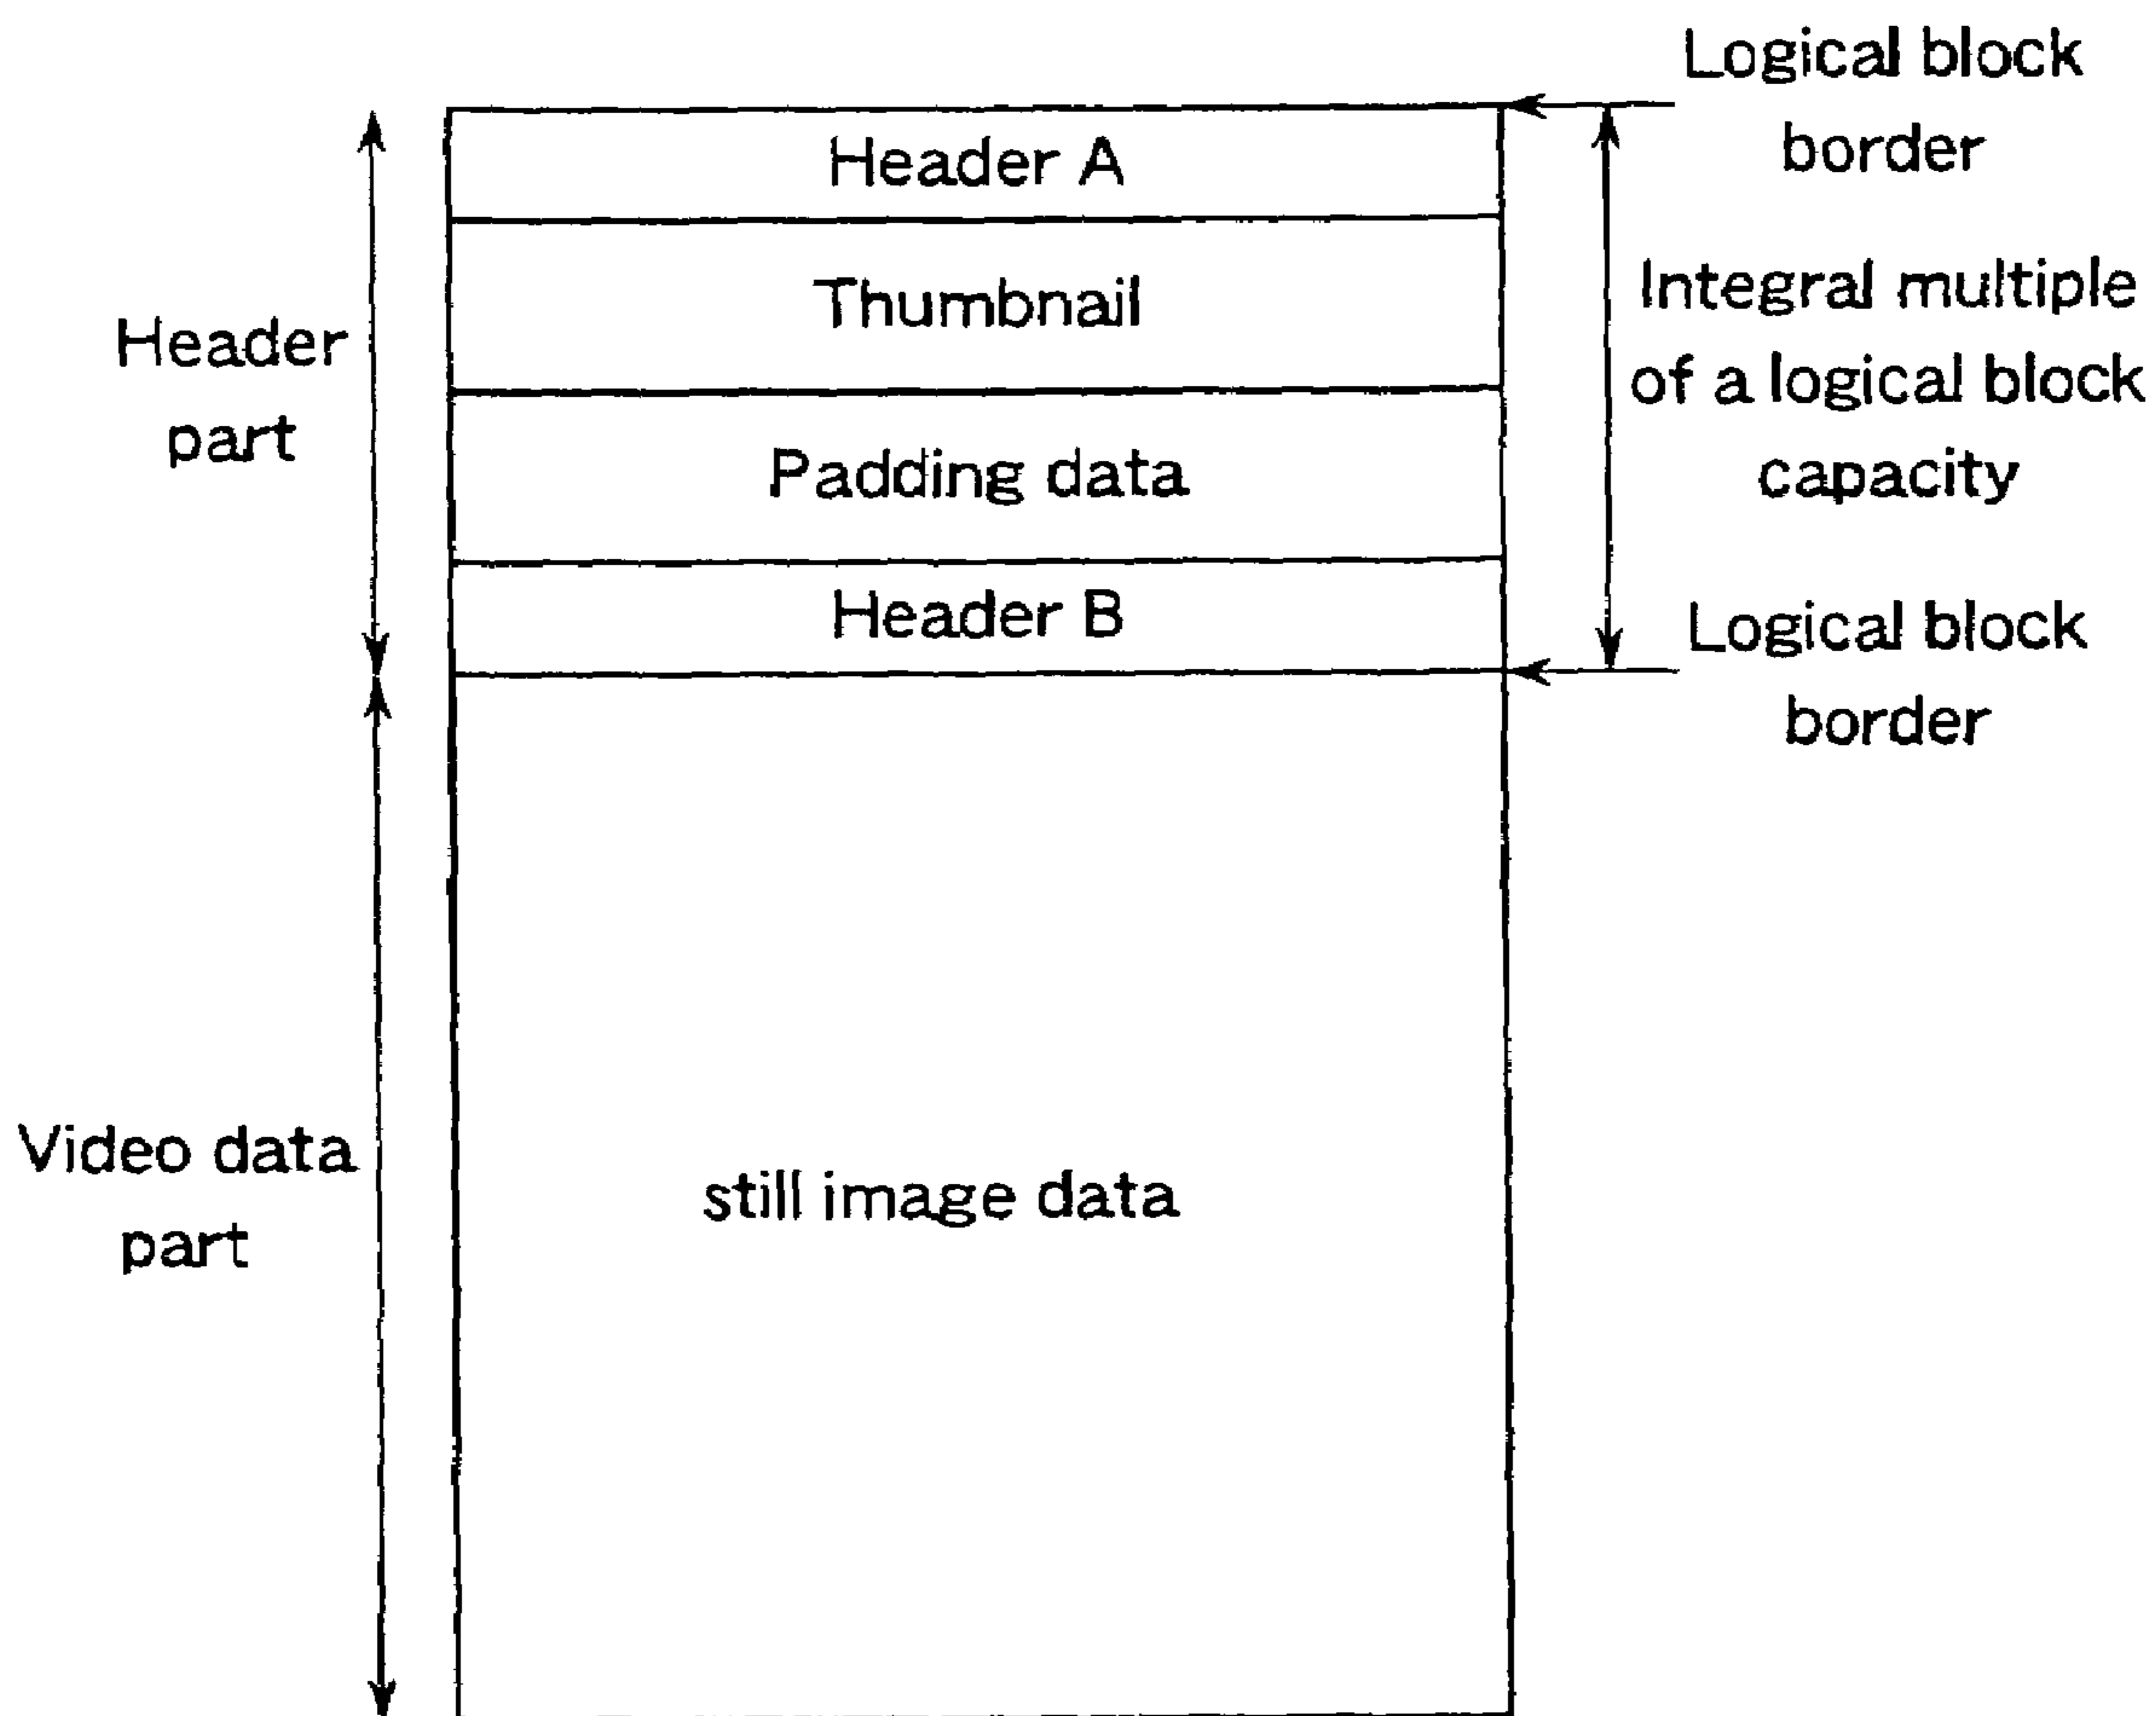 Logical block
border
Header A
Thumbnail
Integral multiple
of a logical block
capacity
Header
part
Padding data
Header B
Logical block
border
Video data
part
still image data